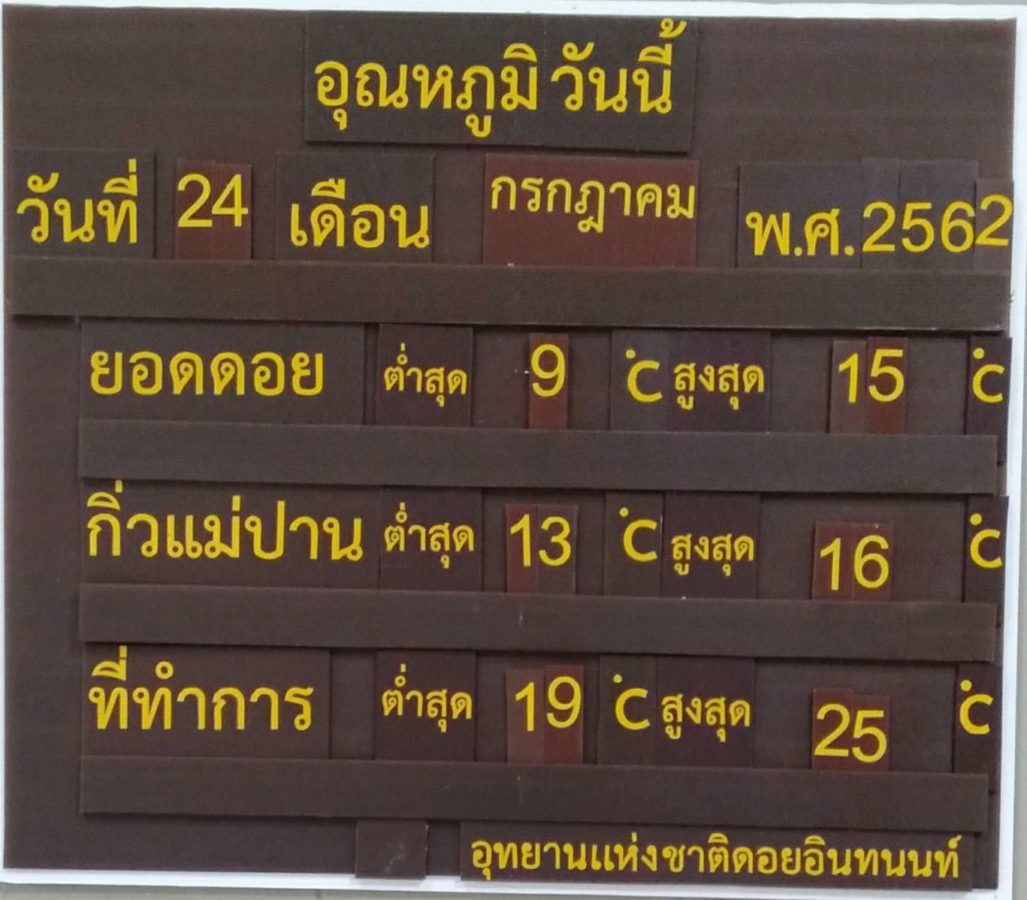 อุณหภูมิ วันนี้
วันที่ 24 เดือน กรกฎาคม พ.ศ. 2562
ยอดดอย ต่ำสุด 9 °C สูงสุด 15 °C
กิ่วแม่ปาน ต่ำสุด 13 °C สูงสุด 16 °C
ที่ทำการ ต่ำสุด 19 °C สูงสุด 25 °C
อุทยานแห่งชาติดอยอินทนนท์